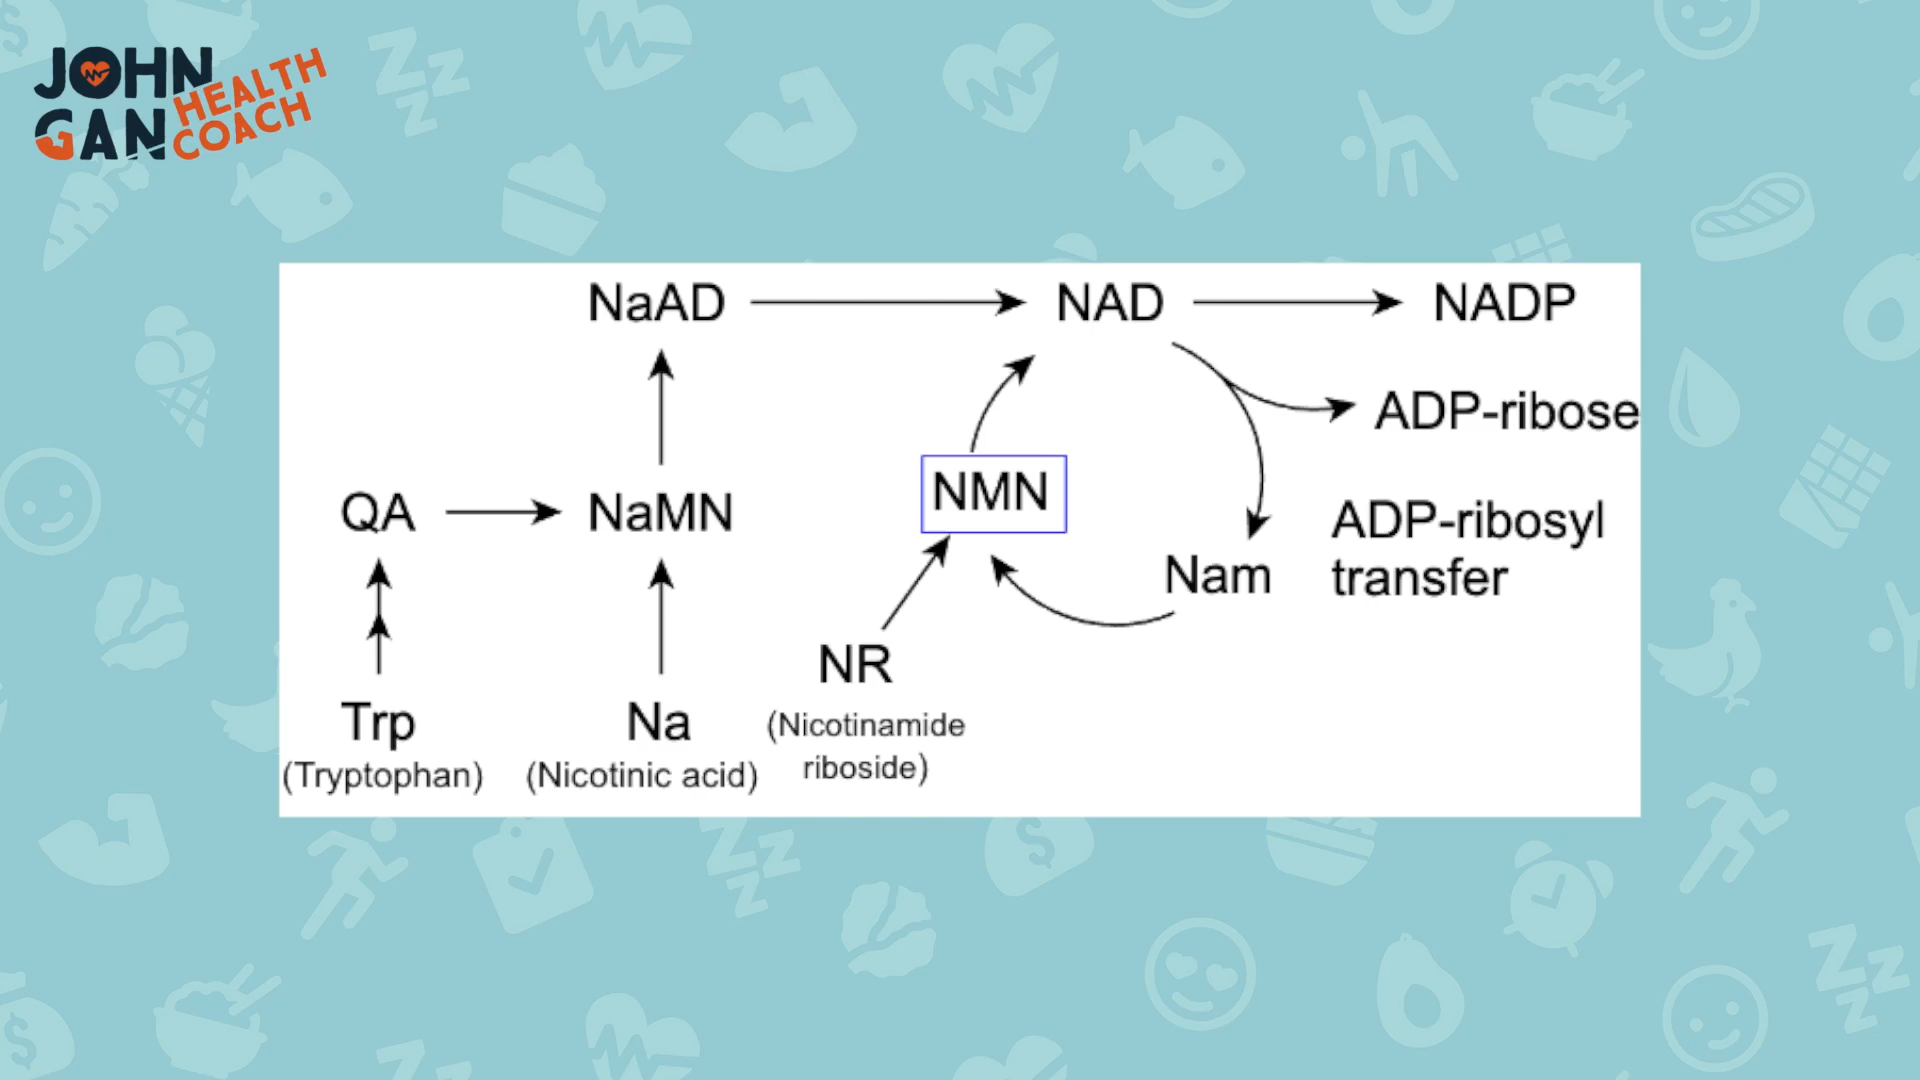 JOHN
GAN
HEALTH
COACH
NaAD
NAD
NADP
ADP-ribose
QA
NaMN
NMN
ADP-ribosyl
transfer
Nam
NR
(Nicotinamide
riboside)
Trp
(Tryptophan)
Na
(Nicotinic acid)